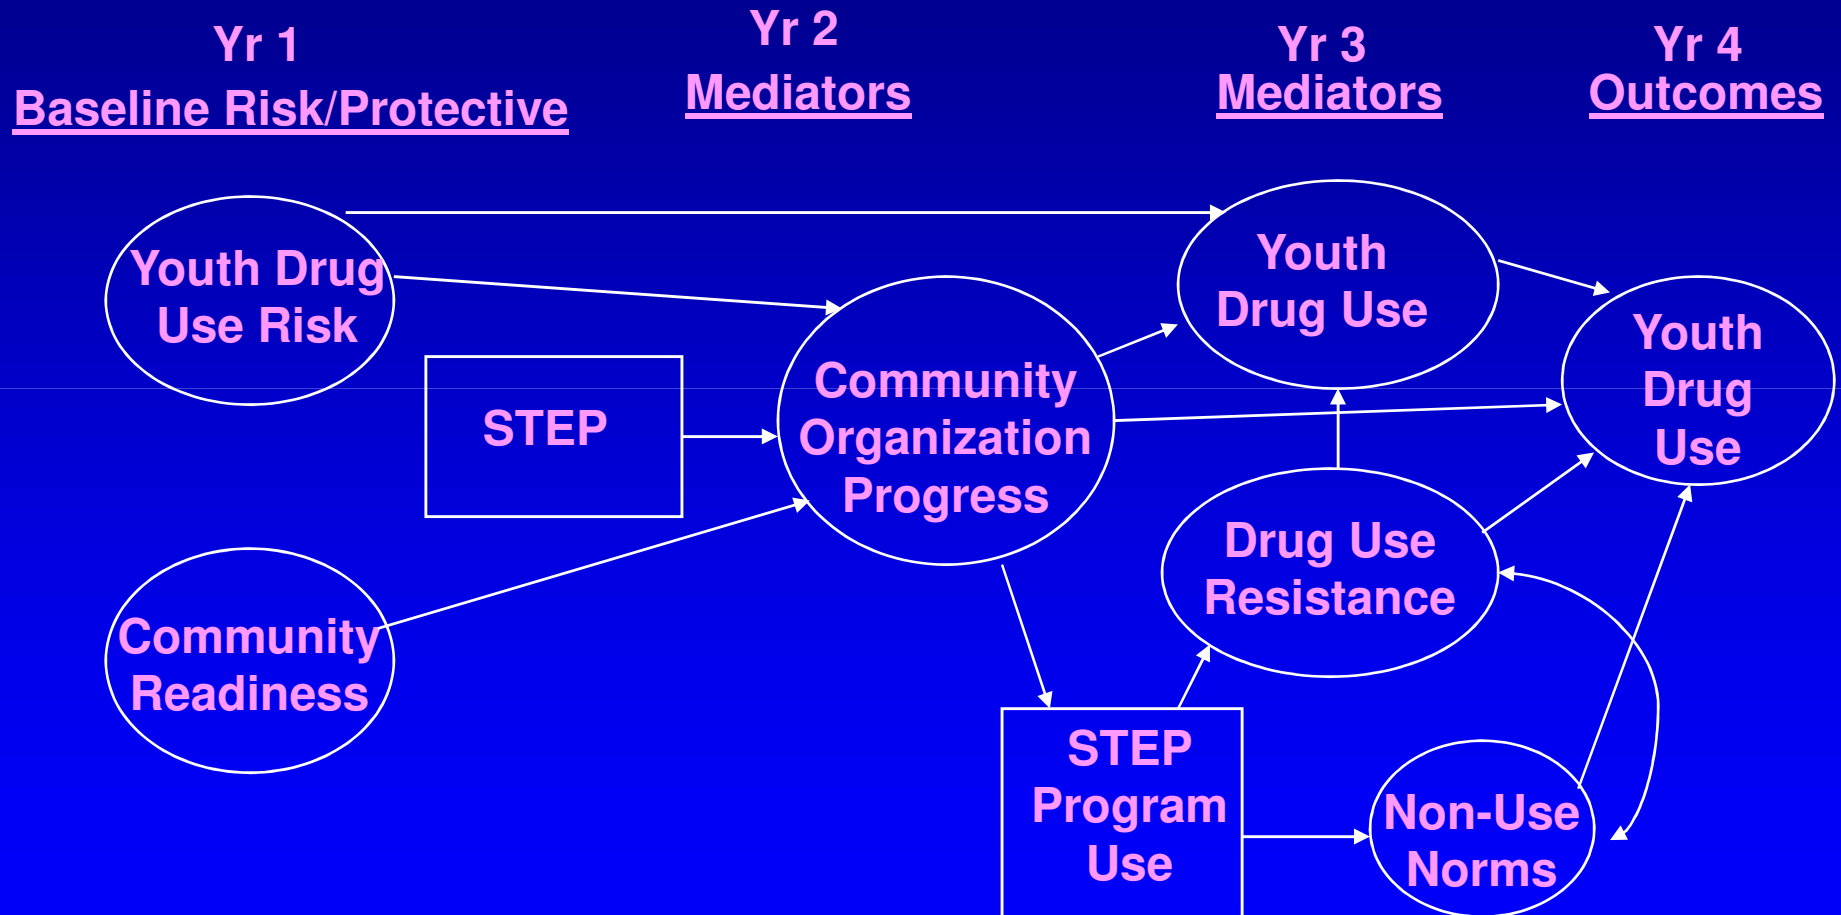 Yr 1
Baseline Risk/Protective
Yr 2
Mediators
Yr 3
Mediators
Yr 4
Outcomes
Youth Drug
Use Risk
STEP
Community
Readiness
Community
Organization
Progress
Youth
Drug Use
Drug Use
Resistance
STEP
Program
Use
Non-Use
Norms
Youth
Drug
Use